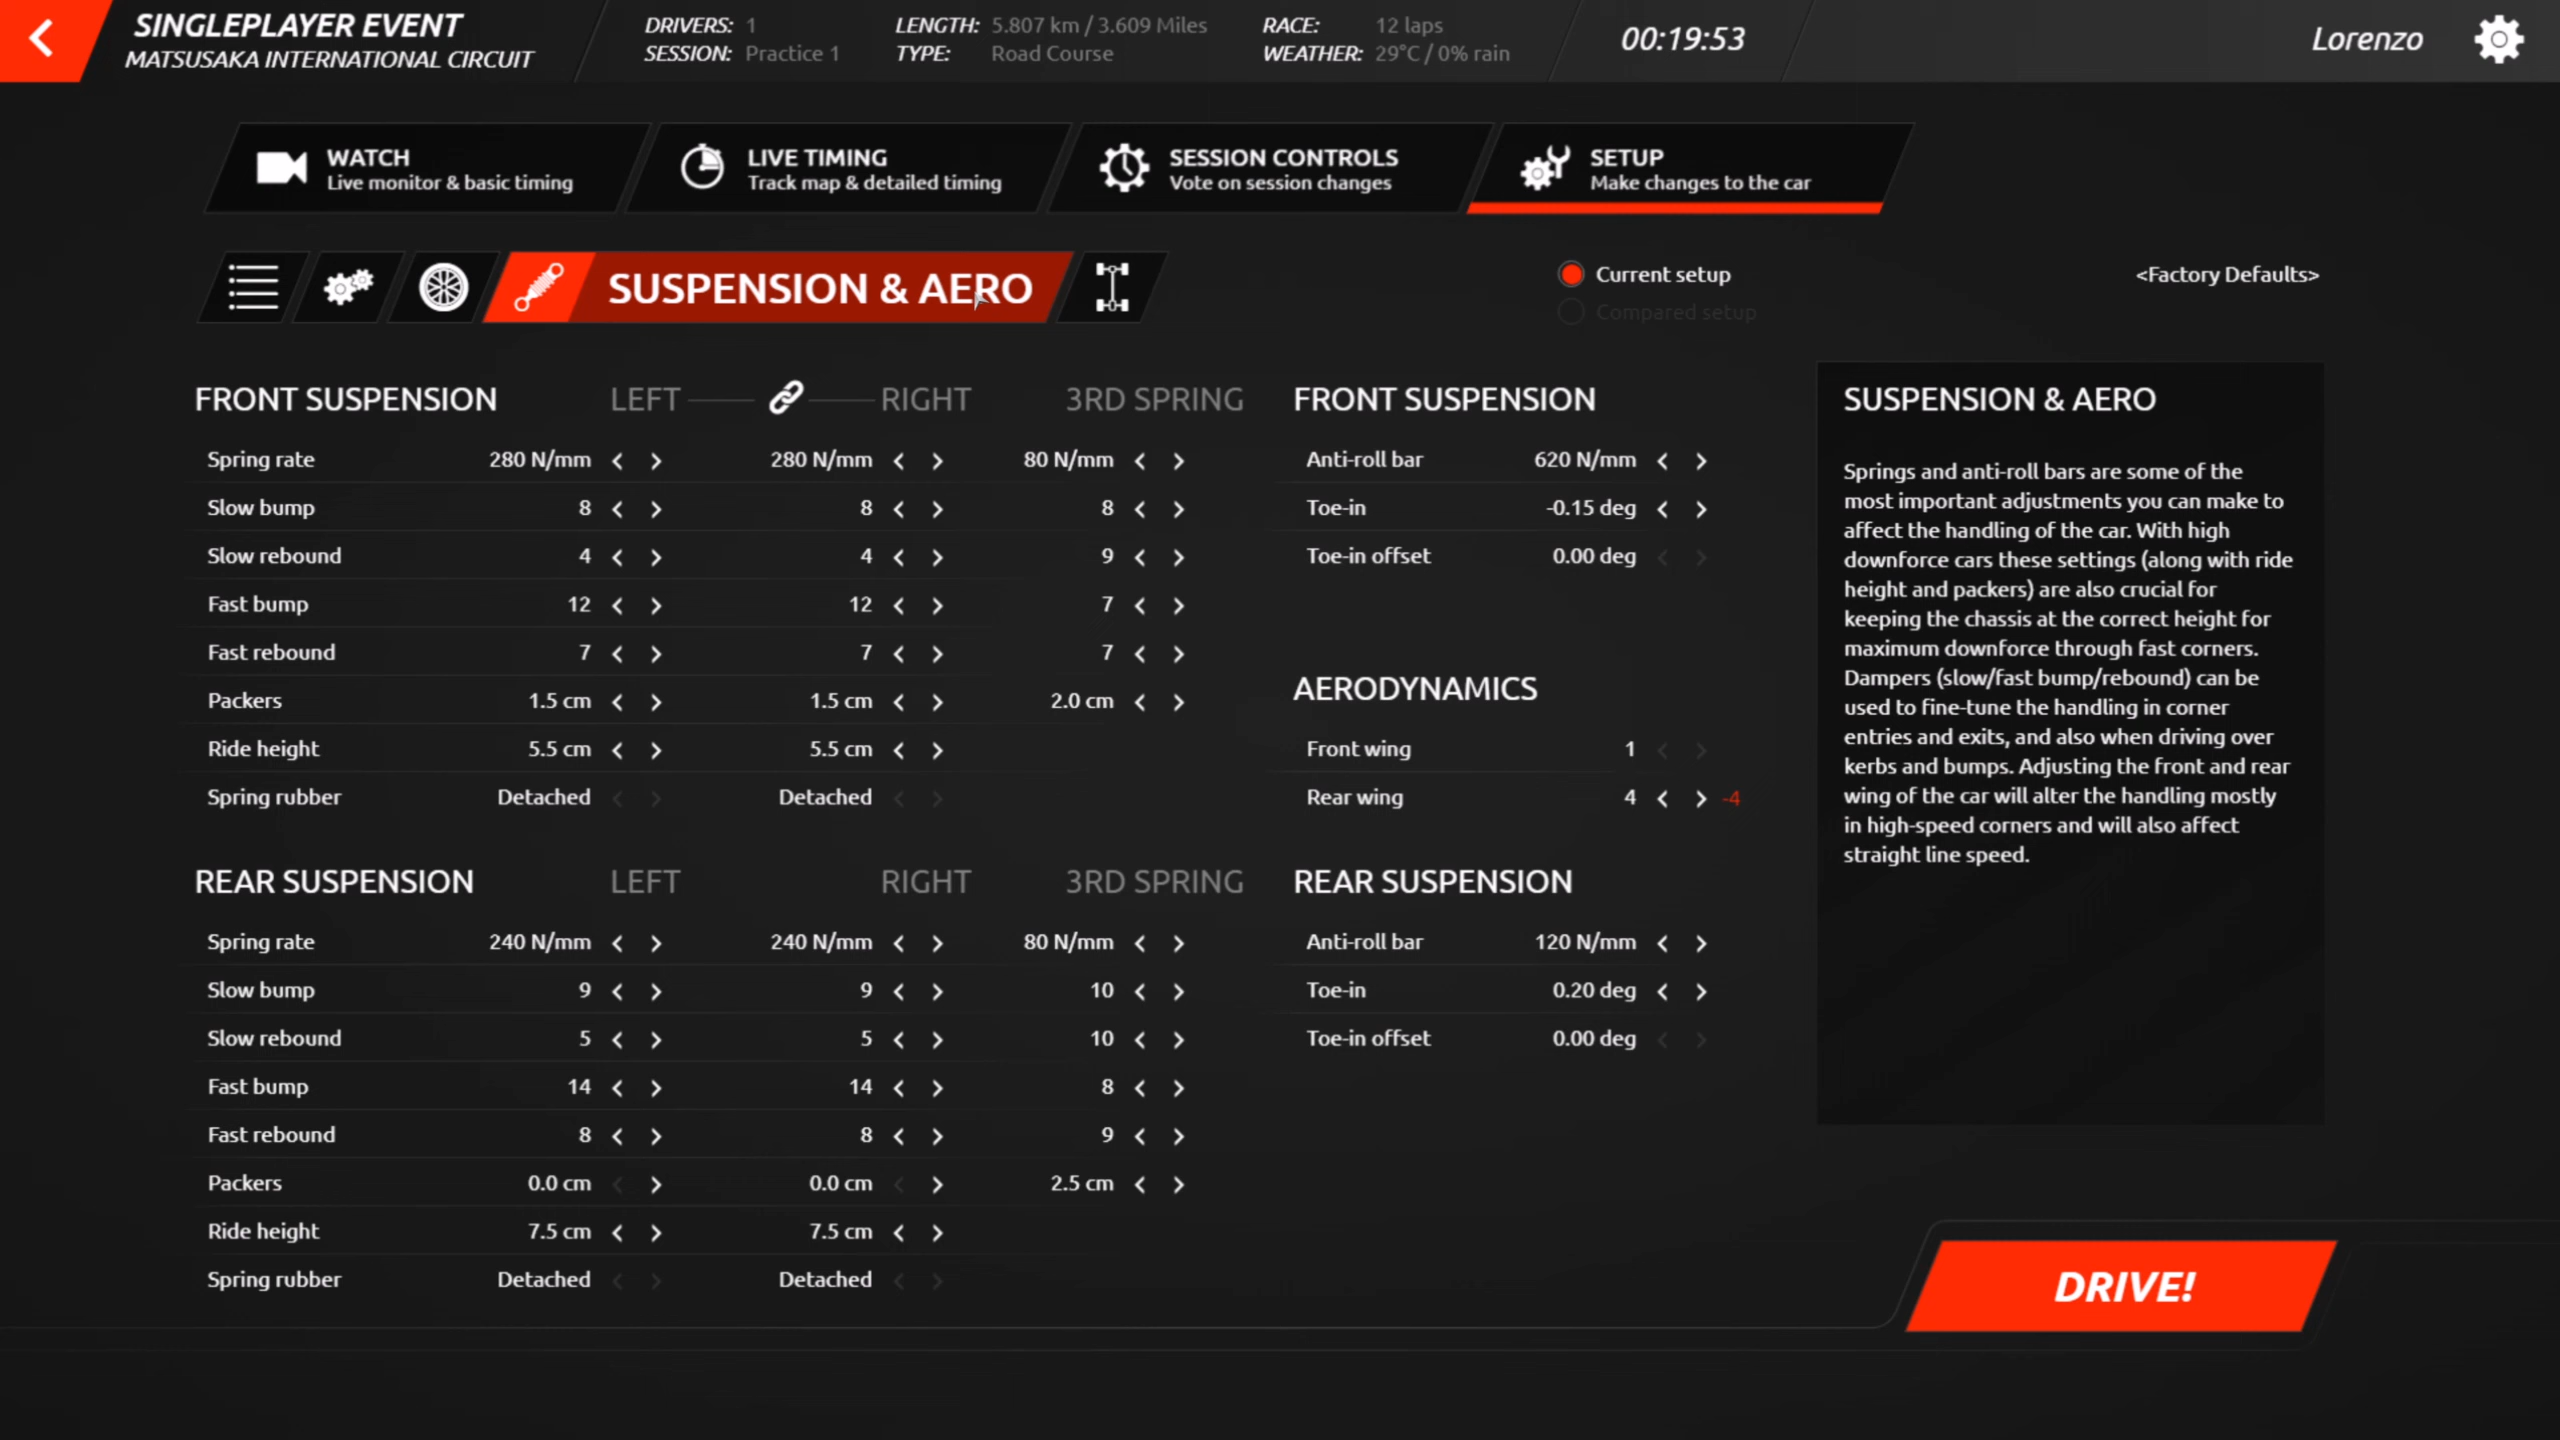 SINGLEPLAYER EVENT
MATSUSAKA INTERNATIONAL CIRCUIT
DRIVERS: 1
SESSION: Practice 1
LENGTH: 5.807 km / 3.609 Miles
TYPE: Road Course
RACE: 12 laps
WEATHER: 29°C / 0% rain
00:19:53
Lorenzo
WATCH
Live monitor & basic timing
LIVE TIMING
Track map & detailed timing
SESSION CONTROLS
Vote on session changes
SETUP
Make changes to the car
SUSPENSION & AERO
Current setup
Compared setup
<Factory Defaults>
FRONT SUSPENSION LEFT RIGHT 3RD SPRING
Spring rate 280 N/mm 280 N/mm 80 N/mm
Slow bump 8 8 8
Slow rebound 4 4 9
Fast bump 12 12 7
Fast rebound 7 7 7
Packers 1.5 cm 1.5 cm 2.0 cm
Ride height 5.5 cm 5.5 cm
Spring rubber Detached Detached
REAR SUSPENSION LEFT RIGHT 3RD SPRING
Spring rate 240 N/mm 240 N/mm 80 N/mm
Slow bump 9 9 10
Slow rebound 5 5 10
Fast bump 14 14 8
Fast rebound 8 8 9
Packers 0.0 cm 0.0 cm 2.5 cm
Ride height 7.5 cm 7.5 cm
Spring rubber Detached Detached
FRONT SUSPENSION
Anti-roll bar 620 N/mm
Toe-in -0.15 deg
Toe-in offset 0.00 deg
AERODYNAMICS
Front wing 1
Rear wing 4 -4
REAR SUSPENSION
Anti-roll bar 120 N/mm
Toe-in 0.20 deg
Toe-in offset 0.00 deg
SUSPENSION & AERO
Springs and anti-roll bars are some of the
most important adjustments you can make to
affect the handling of the car. With high
downforce cars these settings (along with ride
height and packers) are also crucial for
keeping the chassis at the correct height for
maximum downforce through fast corners.
Dampers (slow/fast bump/rebound) can be
used to fine-tune the handling in corner
entries and exits, and also when driving over
kerbs and bumps. Adjusting the front and rear
wing of the car will alter the handling mostly
in high-speed corners and will also affect
straight line speed.
DRIVE!